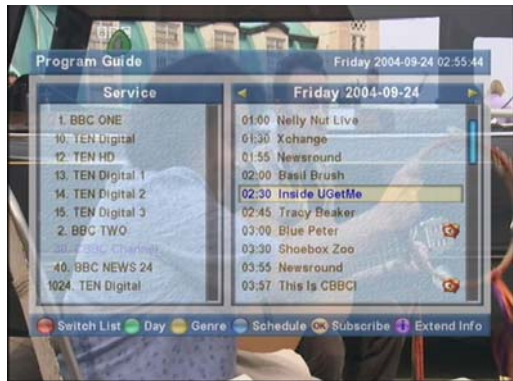 Program Guide
Friday 2004-09-24 02:55:44
Service
Friday 2004-09-24
1. BBC ONE
10. TEN Digital
12. TEN HD
13. TEN Digital 1
14. TEN Digital 2
15. TEN Digital 3
2. BBC TWO
30. CBBC Channel
40. BBC NEWS 24
1024. TEN Digital
01:00 Nelly Nut Live
01:30 Xchange
01:55 Newsround
02:00 Basil Brush
02:30 Inside UGetMe
02:45 Tracy Beaker
03:00 Blue Peter
03:30 Shoebox Zoo
03:55 Newsround
03:57 This Is CBBC!
Switch List Day Genre Schedule OK Subscribe Extend Info